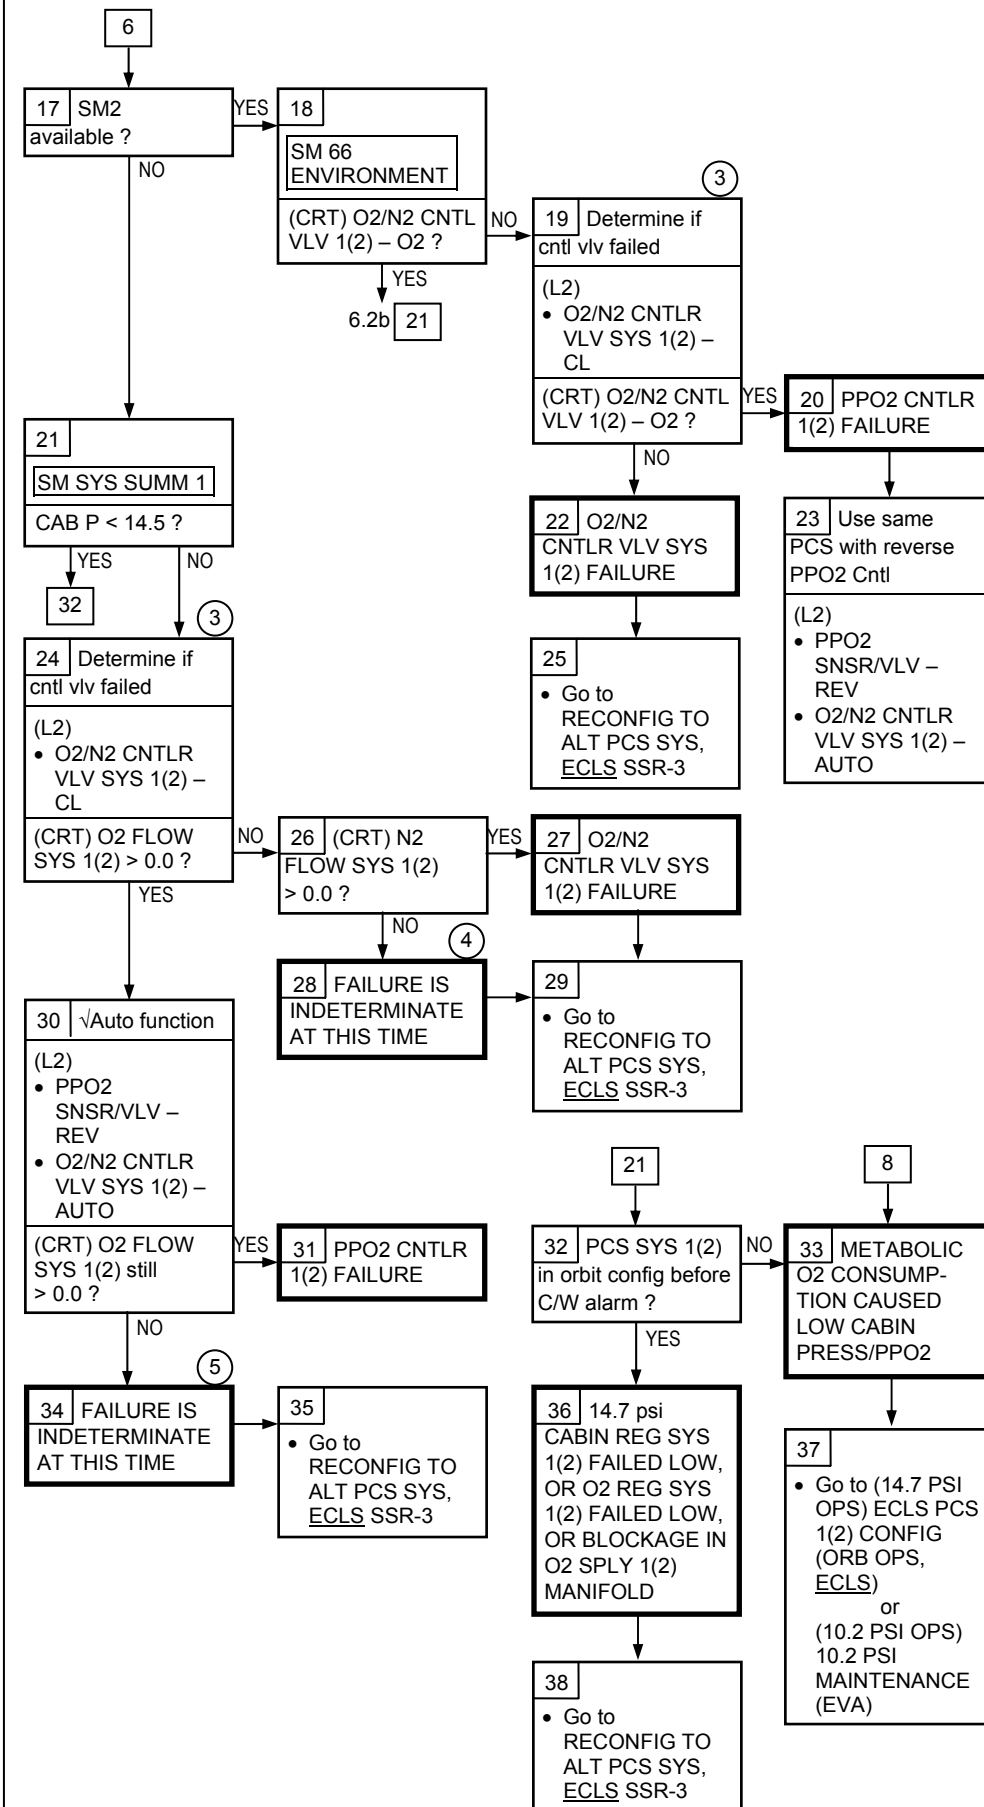 6
17 SM2
available ?
YES
NO
18
SM 66
ENVIRONMENT
(CRT) O2/N2 CNTL
VLV 1(2) – O2 ?
NO
YES
6.2b 21
3
19 Determine if
cntl vlv failed
(L2)
• O2/N2 CNTLR
VLV SYS 1(2) –
CL
(CRT) O2/N2 CNTL
VLV 1(2) – O2 ?
YES
NO
20 PPO2 CNTLR
1(2) FAILURE
21
SM SYS SUMM 1
CAB P < 14.5 ?
YES
NO
32
22 O2/N2
CNTLR VLV SYS
1(2) FAILURE
23 Use same
PCS with reverse
PPO2 Cntl
(L2)
• PPO2
SNSR/VLV –
REV
• O2/N2 CNTLR
VLV SYS 1(2) –
AUTO
3
24 Determine if
cntl vlv failed
(L2)
• O2/N2 CNTLR
VLV SYS 1(2) –
CL
(CRT) O2 FLOW
SYS 1(2) > 0.0 ?
NO
YES
25
• Go to
RECONFIG TO
ALT PCS SYS,
ECLS SSR-3
26 (CRT) N2
FLOW SYS 1(2)
> 0.0 ?
YES
NO
27 O2/N2
CNTLR VLV SYS
1(2) FAILURE
4
28 FAILURE IS
INDETERMINATE
AT THIS TIME
29
• Go to
RECONFIG TO
ALT PCS SYS,
ECLS SSR-3
30 √Auto function
(L2)
• PPO2
SNSR/VLV –
REV
• O2/N2 CNTLR
VLV SYS 1(2) –
AUTO
(CRT) O2 FLOW
SYS 1(2) still
> 0.0 ?
YES
NO
31 PPO2 CNTLR
1(2) FAILURE
21
32 PCS SYS 1(2)
in orbit config before
C/W alarm ?
NO
YES
8
33 METABOLIC
O2 CONSUMP-
TION CAUSED
LOW CABIN
PRESS/PPO2
5
34 FAILURE IS
INDETERMINATE
AT THIS TIME
35
• Go to
RECONFIG TO
ALT PCS SYS,
ECLS SSR-3
36 14.7 psi
CABIN REG SYS
1(2) FAILED LOW,
OR O2 REG SYS
1(2) FAILED LOW,
OR BLOCKAGE IN
O2 SPLY 1(2)
MANIFOLD
37
• Go to (14.7 PSI
OPS) ECLS PCS
1(2) CONFIG
(ORB OPS,
ECLS)
or
(10.2 PSI OPS)
10.2 PSI
MAINTENANCE
(EVA)
38
• Go to
RECONFIG TO
ALT PCS SYS,
ECLS SSR-3